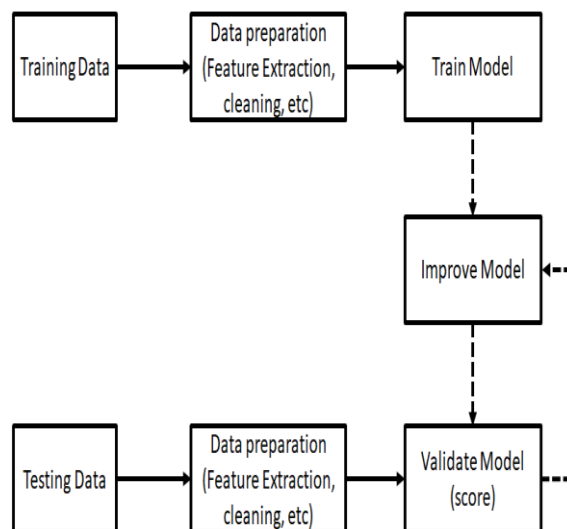 Training Data
Data preparation
(Feature Extraction,
cleaning, etc)
Train Model
Improve Model
Testing Data
Data preparation
(Feature Extraction,
cleaning, etc)
Validate Model
(score)